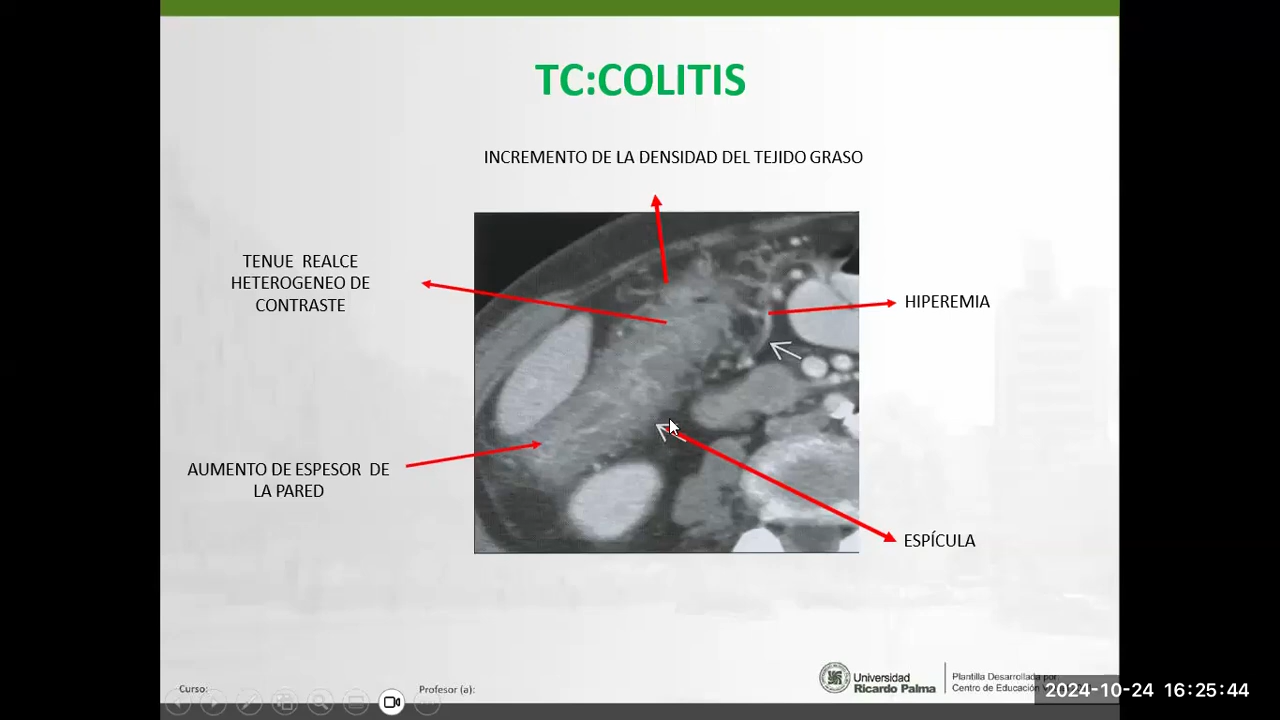 TC:COLITIS
INCREMENTO DE LA DENSIDAD DEL TEJIDO GRASO
TENUE REALCE
HETEROGENEO DE
CONTRASTE
HIPEREMIA
AUMENTO DE ESPESOR DE
LA PARED
ESPÍCULA
Universidad
Ricardo Palma
Plantilla Desarrollada por
Centro de Educación
Curso:
Profesor (a):
2024-10-24 16:25:44